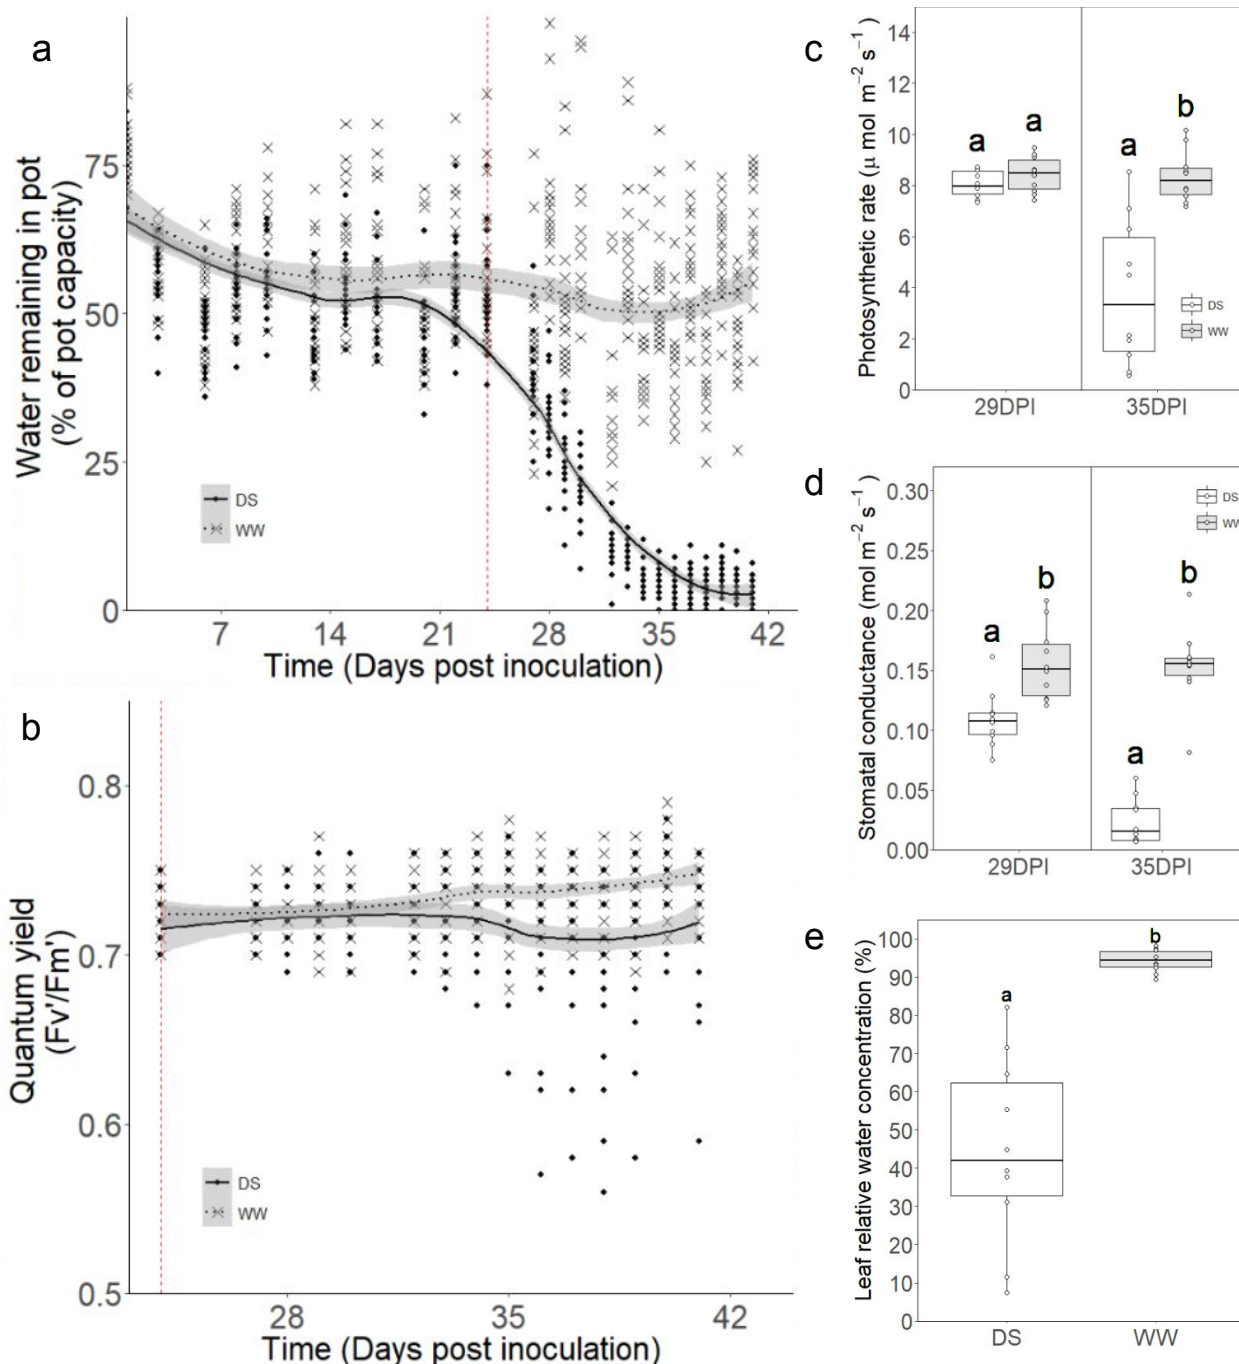 a
Water remaining in pot
(% of pot capacity)
75
50
25
0
DS
WW
7 14 21 28 35 42
Time (Days post inoculation)
b
Quantum yield
(Fv'/Fm')
0.8
0.7
0.6
0.5
DS
WW
28 35 42
Time (Days post inoculation)
c
Photosynthetic rate (μ mol m⁻² s⁻¹)
14
12
10
8
6
4
2
0
a a a b
DS
WW
29DPI 35DPI
d
Stomatal conductance (mol m⁻² s⁻¹)
0.30
0.25
0.20
0.15
0.10
0.05
0.00
a b a b
DS
WW
29DPI 35DPI
e
Leaf relative water concentration (%)
100
90
80
70
60
50
40
30
20
10
0
a b
DS WW